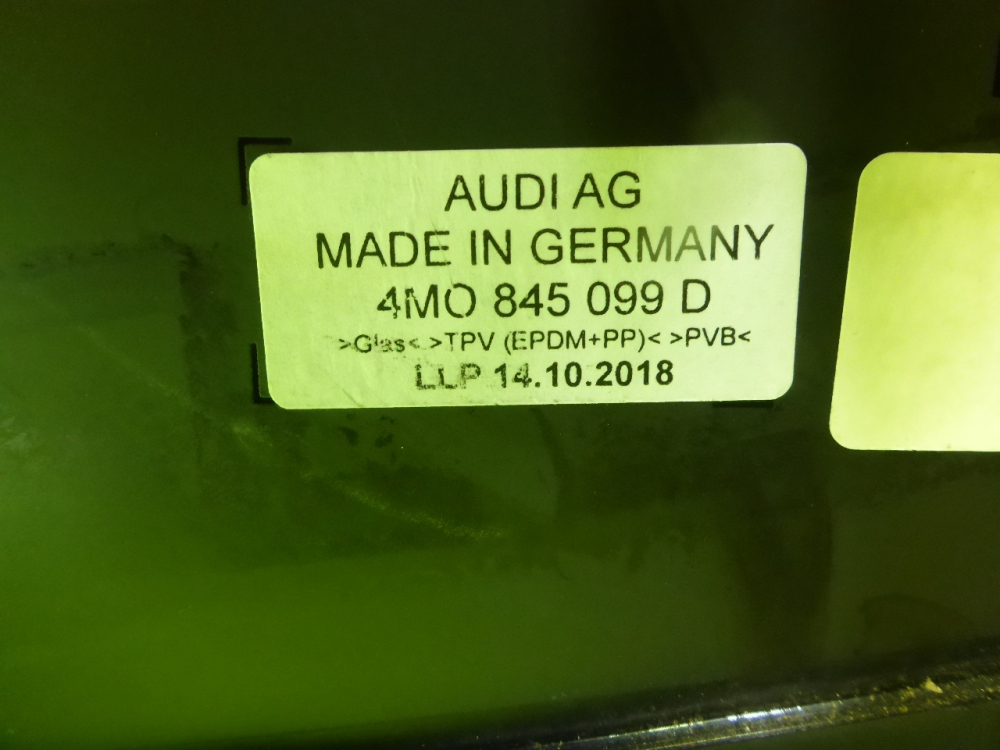 AUDI AG
MADE IN GERMANY
4M0 845 099 D
>Glas< >TPV (EPDM+PP)< >PVB<
LLP 14.10.2018